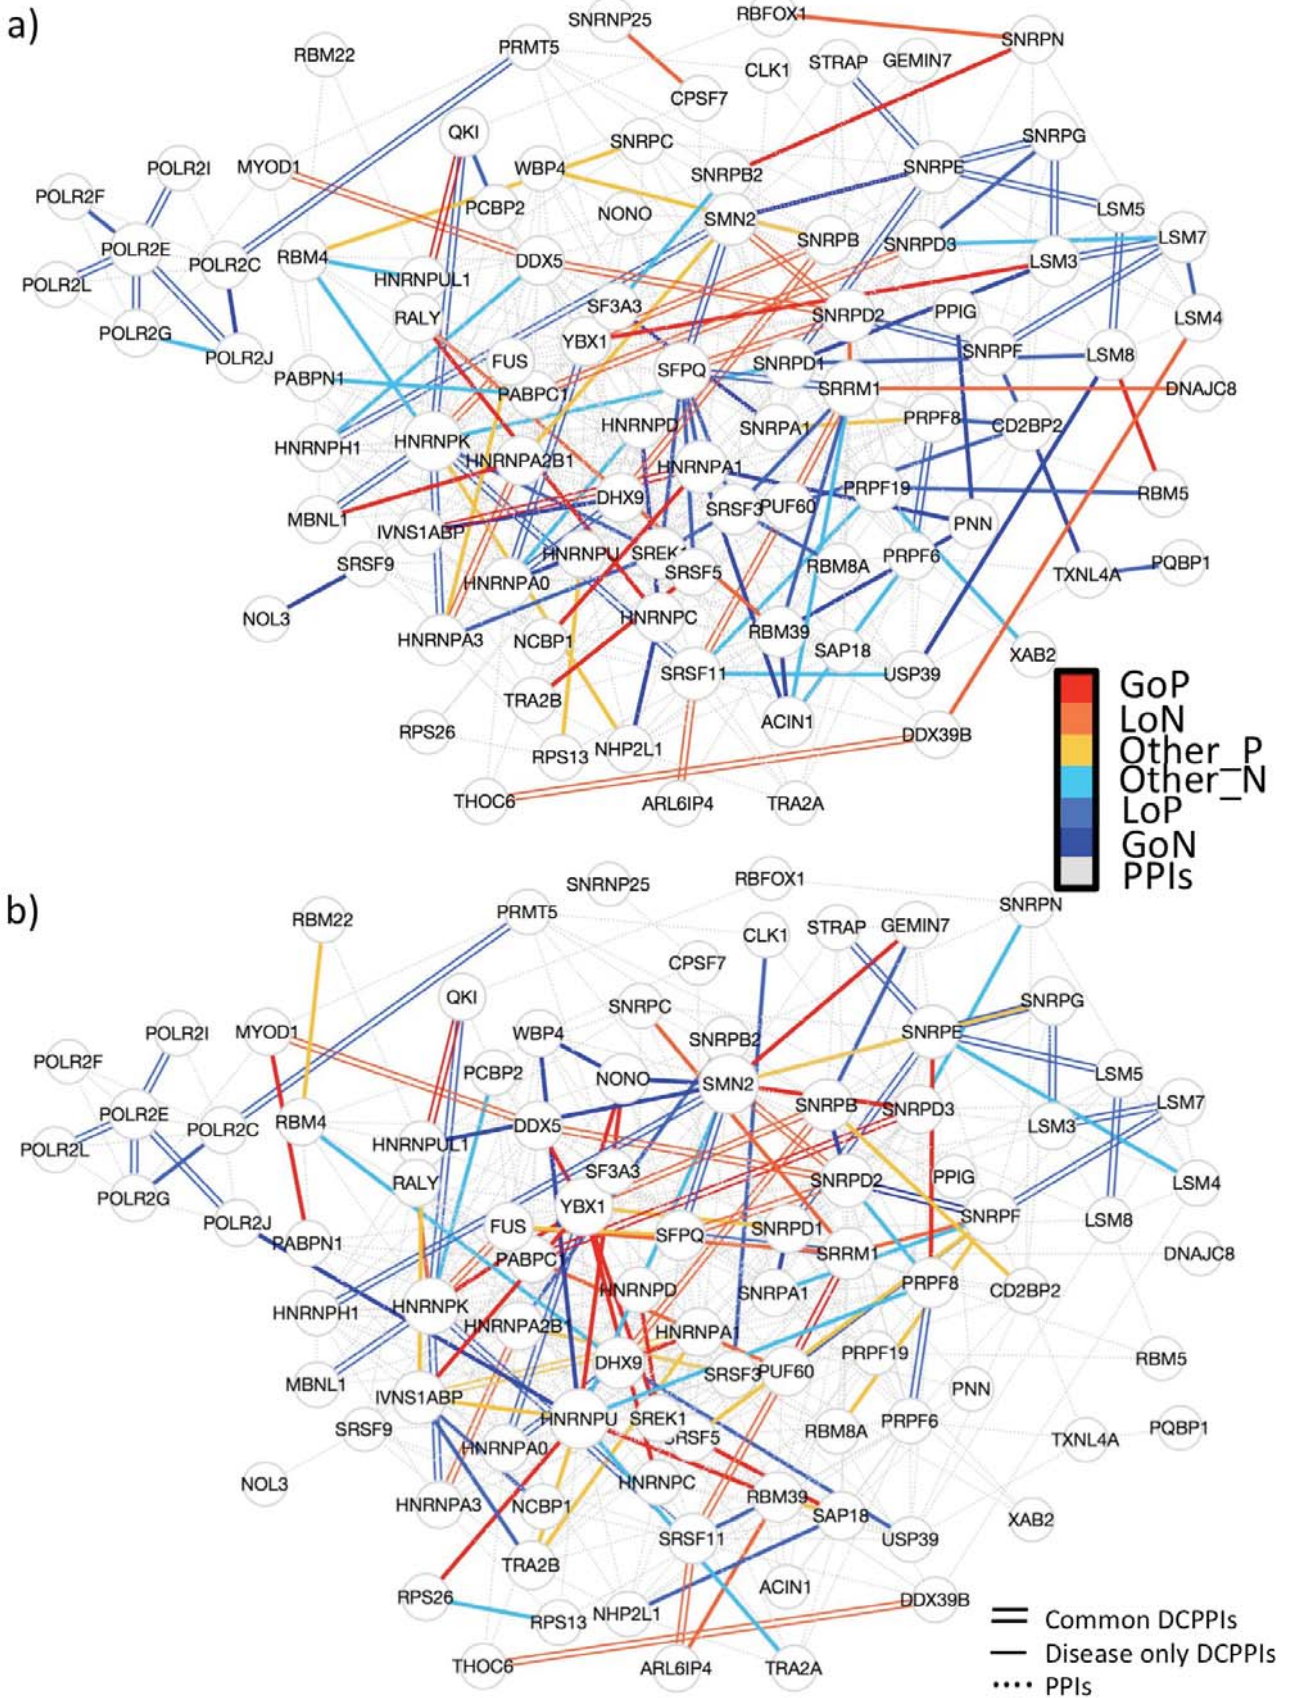 a)
SNRNP25
RBFOX1
SNRPN
PRMT5
RBM22
CLK1
STRAP
GEMIN7
CPSF7
QKI
SNRPC
SNRPG
MYOD1
POLR2I
WBP4
SNRPB2
SNRPE
POLR2F
PCBP2
NONO
SMN2
LSM5
POLR2E
POLR2C
RBM4
HNRNPUL1
DDX5
SNRPB
SNRPD3
LSM3
LSM7
POLR2L
RALY
SF3A3
SNRPD2
PPIG
LSM4
POLR2G
POLR2J
YBX1
FUS
SFPQ
SNRPD1
SNRPF
LSM8
PABPN1
PABPC1
SRRM1
DNAJC8
HNRNPH1
HNRNPK
HNRNPD
SNRPA1
PRPF8
CD2BP2
HNRNPA2B1
HNRNPA1
MBNL1
DHX9
SRSF3
PUF60
PRPF19
RBM5
IVNS1ABP
PNN
SRSF9
HNRNPU
SREK1
SRSF5
RBM8A
PRPF6
TXNL4A
PQBP1
HNRNPA0
NOL3
HNRNPA3
NCBP1
HNRNPC
RBM39
SAP18
XAB2
SRSF11
USP39
TRA2B
RPS26
RPS13
NHP2L1
ACIN1
DDX39B
THOC6
ARL6IP4
TRA2A
GoP
LoN
Other_P
Other_N
LoP
GoN
PPIs
b)
SNRNP25
RBFOX1
SNRPN
RBM22
PRMT5
CLK1
STRAP
GEMIN7
CPSF7
QKI
SNRPC
SNRPG
MYOD1
POLR2I
WBP4
SNRPB2
SNRPE
POLR2F
PCBP2
NONO
SMN2
LSM5
POLR2E
POLR2C
RBM4
HNRNPUL1
DDX5
SNRPB
SNRPD3
LSM3
LSM7
POLR2L
RALY
SF3A3
SNRPD2
PPIG
LSM4
POLR2G
POLR2J
YBX1
FUS
SFPQ
SNRPD1
SNRPF
LSM8
PABPN1
PABPC1
SRRM1
DNAJC8
HNRNPH1
HNRNPK
HNRNPD
SNRPA1
PRPF8
CD2BP2
HNRNPA2B1
HNRNPA1
MBNL1
DHX9
SRSF3
PUF60
PRPF19
RBM5
IVNS1ABP
PNN
SRSF9
HNRNPU
SREK1
SRSF5
RBM8A
PRPF6
TXNL4A
PQBP1
HNRNPA0
NOL3
HNRNPA3
NCBP1
HNRNPC
RBM39
SAP18
XAB2
SRSF11
USP39
TRA2B
RPS26
RPS13
NHP2L1
ACIN1
DDX39B
THOC6
ARL6IP4
TRA2A
Common DCPPIs
Disease only DCPPIs
PPIs